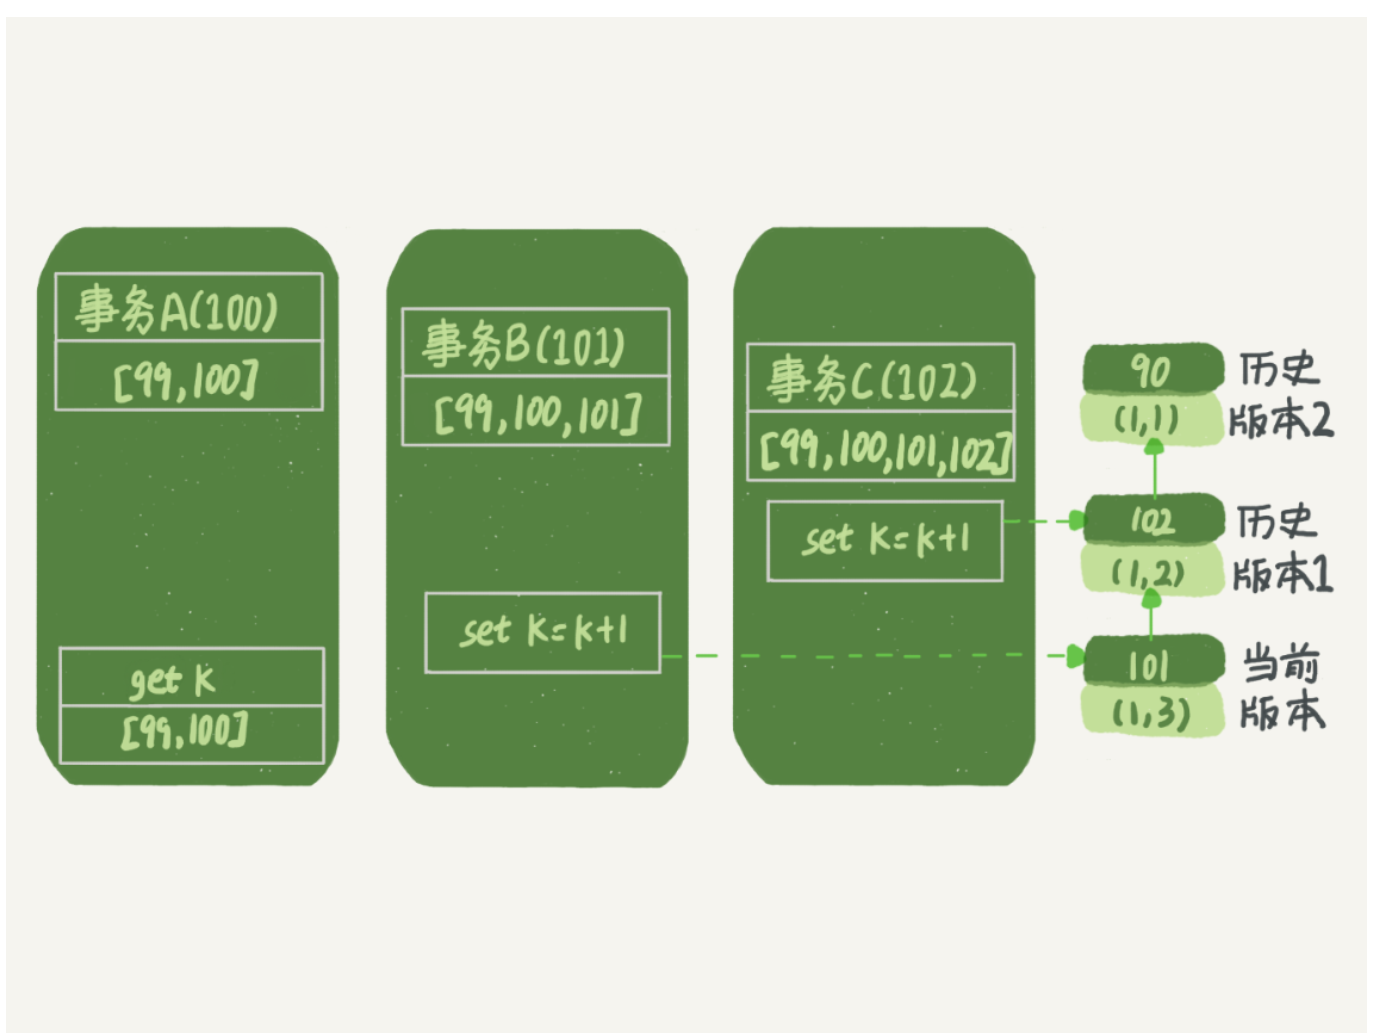 事务A(100)
[99,100]
get K
[99,100]
事务B(101)
[99,100,101]
set K=k+1
事务C(102)
[99,100,101,102]
set K=k+1
90
(1,1)
历史
版本2
102
(1,2)
历史
版本1
101
(1,3)
当前
版本